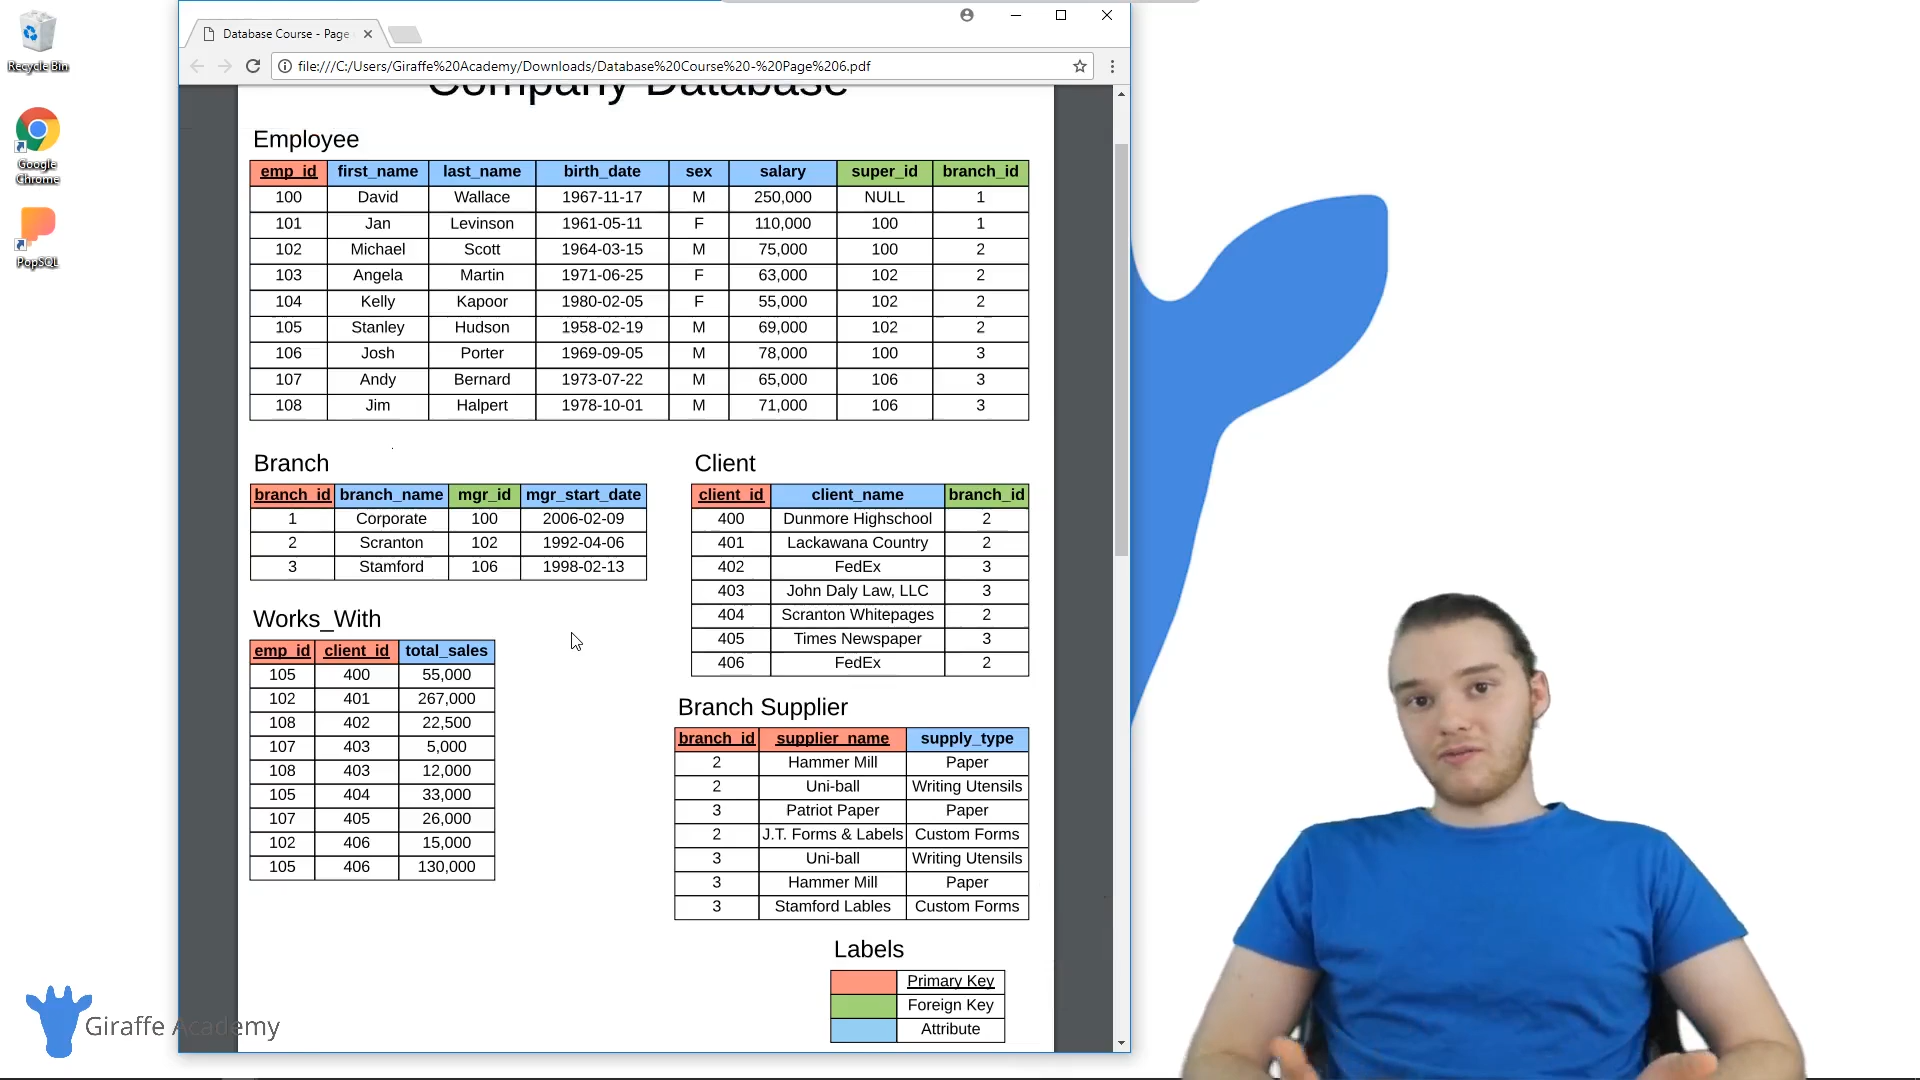 Recycle Bin
Google
Chrome
PopSQL
Database Course - Page
file:///C:/Users/Giraffe%20Academy/Downloads/Database%20Course%20-%20Page%206.pdf
Company Database
Employee
emp_id first_name last_name birth_date sex salary super_id branch_id
100 David Wallace 1967-11-17 M 250,000 NULL 1
101 Jan Levinson 1961-05-11 F 110,000 100 1
102 Michael Scott 1964-03-15 M 75,000 100 2
103 Angela Martin 1971-06-25 F 63,000 102 2
104 Kelly Kapoor 1980-02-05 F 55,000 102 2
105 Stanley Hudson 1958-02-19 M 69,000 102 2
106 Josh Porter 1969-09-05 M 78,000 100 3
107 Andy Bernard 1973-07-22 M 65,000 106 3
108 Jim Halpert 1978-10-01 M 71,000 106 3
Branch
branch_id branch_name mgr_id mgr_start_date
1 Corporate 100 2006-02-09
2 Scranton 102 1992-04-06
3 Stamford 106 1998-02-13
Works_With
emp_id client_id total_sales
105 400 55,000
102 401 267,000
108 402 22,500
107 403 5,000
108 403 12,000
105 404 33,000
107 405 26,000
102 406 15,000
105 406 130,000
Client
client_id client_name branch_id
400 Dunmore Highschool 2
401 Lackawana Country 2
402 FedEx 3
403 John Daly Law, LLC 3
404 Scranton Whitepages 2
405 Times Newspaper 3
406 FedEx 2
Branch Supplier
branch_id supplier_name supply_type
2 Hammer Mill Paper
2 Uni-ball Writing Utensils
3 Patriot Paper Paper
2 J.T. Forms & Labels Custom Forms
3 Uni-ball Writing Utensils
3 Hammer Mill Paper
3 Stamford Lables Custom Forms
Labels
Primary Key
Foreign Key
Attribute
Giraffe Academy